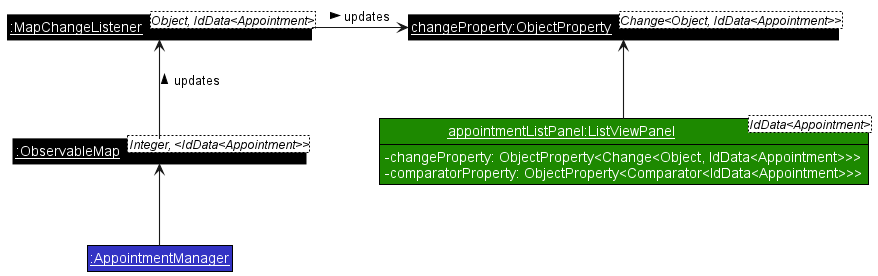 :MapChangeListener
Object, IdData<Appointment>
updates
changeProperty:ObjectProperty
Change<Object, IdData<Appointment>>
updates
:ObservableMap
Integer, <IdData<Appointment>>
appointmentListPanel:ListViewPanel
IdData<Appointment>
-changeProperty: ObjectProperty<Change<Object, IdData<Appointment>>>
-comparatorProperty: ObjectProperty<Comparator<IdData<Appointment>>>
:AppointmentManager